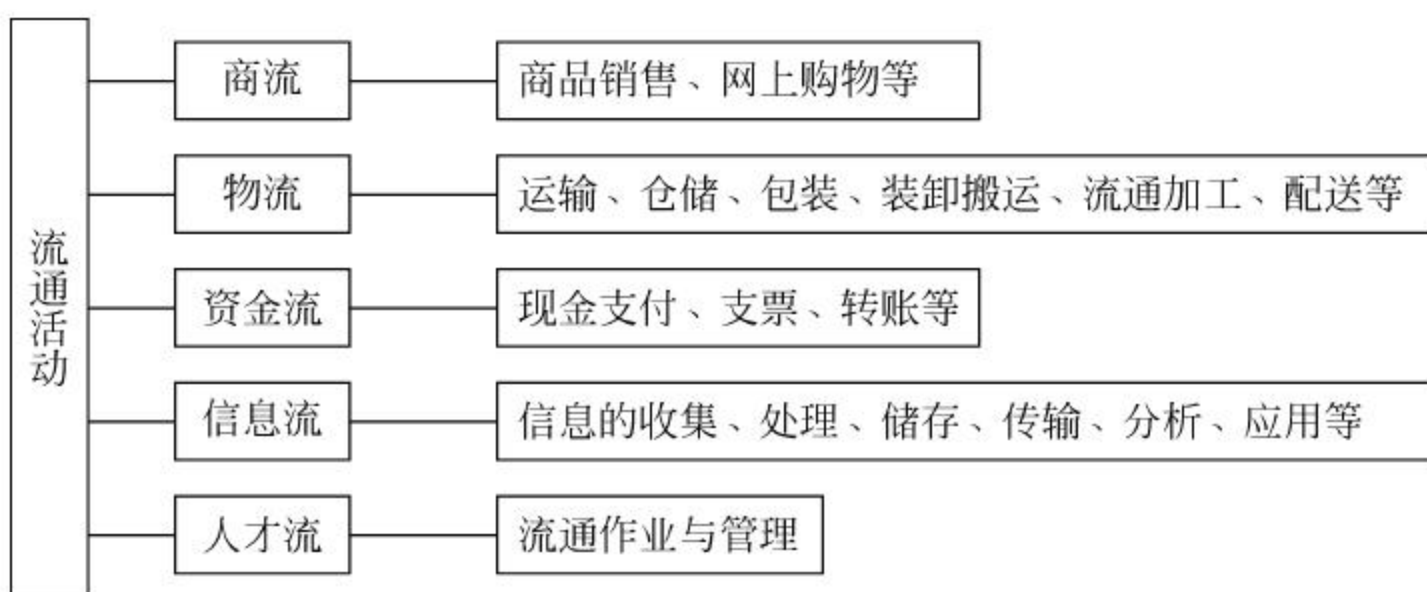 流通活动
商流
商品销售、网上购物等
物流
运输、仓储、包装、装卸搬运、流通加工、配送等
资金流
现金支付、支票、转账等
信息流
信息的收集、处理、储存、传输、分析、应用等
人才流
流通作业与管理